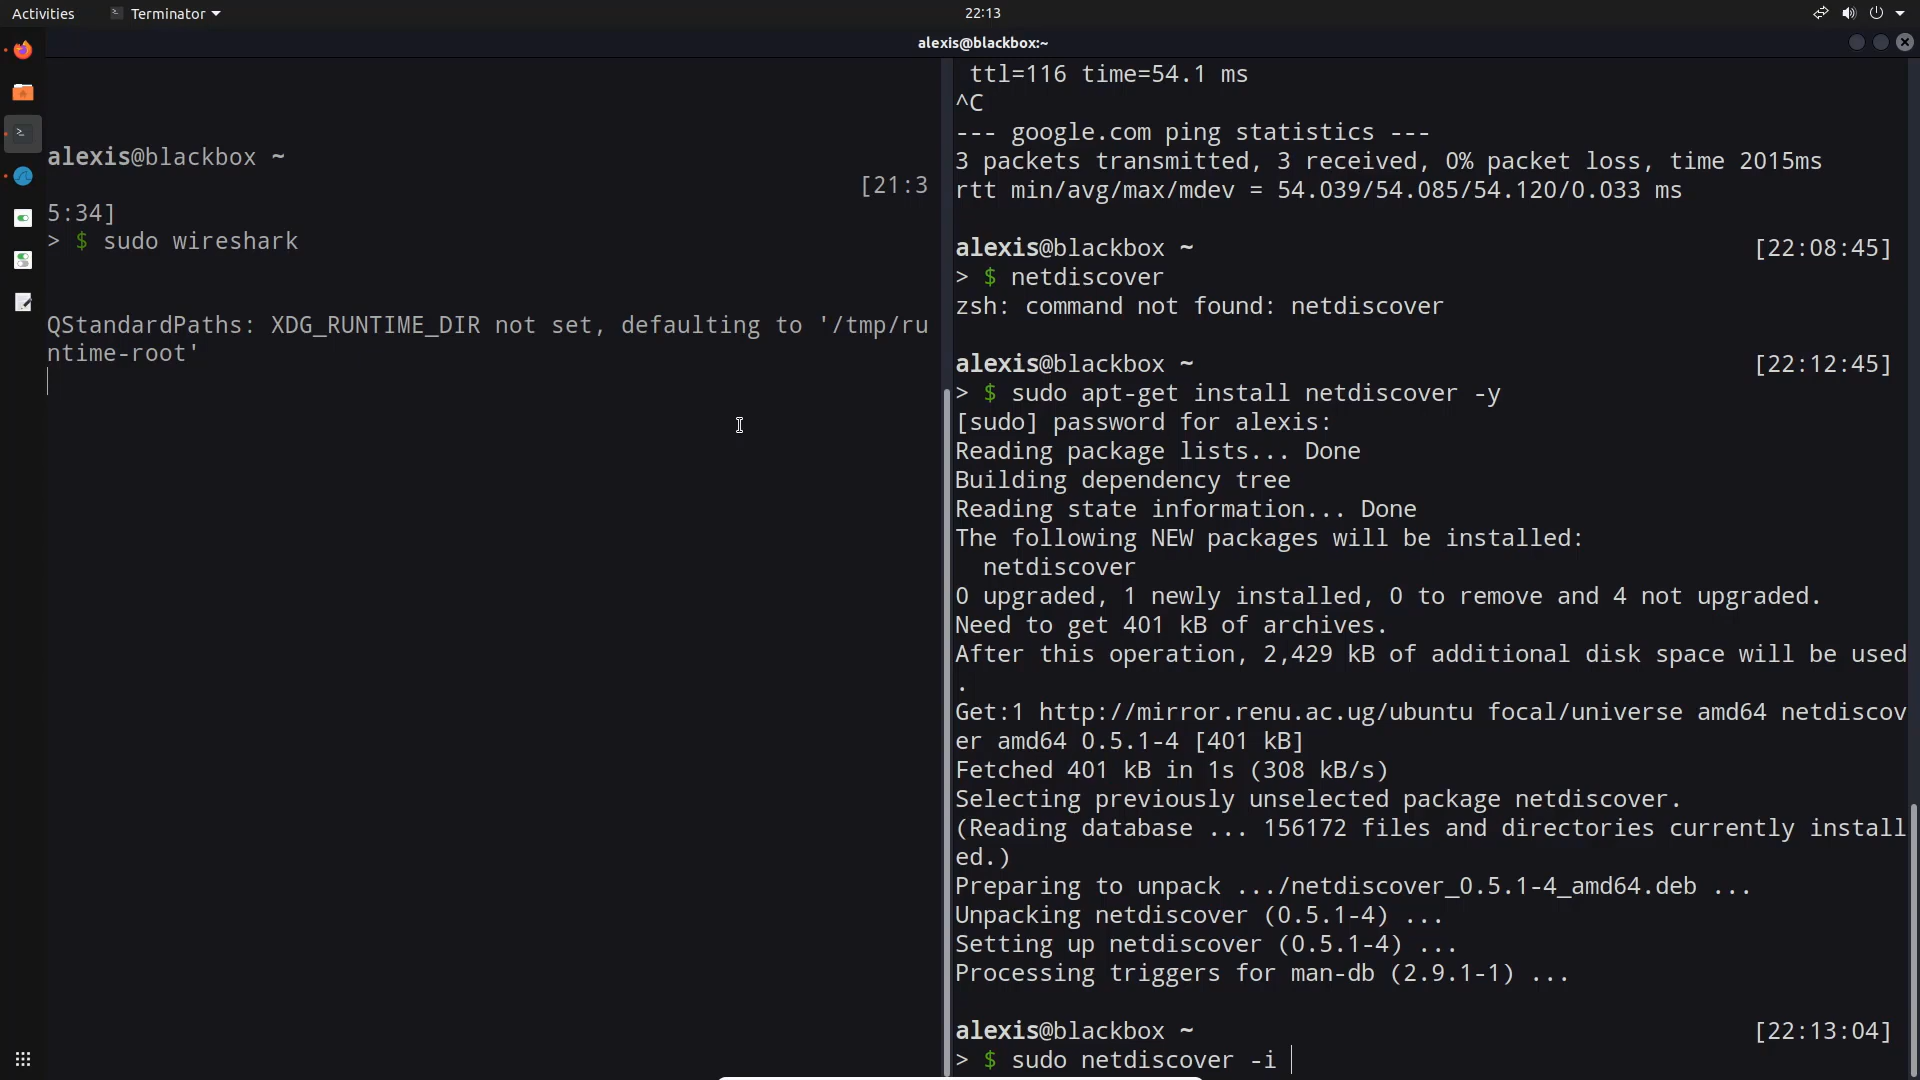 Activities
Terminator
22:13
alexis@blackbox:~
alexis@blackbox ~
[21:3
5:34]
> $ sudo wireshark
QStandardPaths: XDG_RUNTIME_DIR not set, defaulting to '/tmp/ru
ntime-root'
ttl=116 time=54.1 ms
^C
--- google.com ping statistics ---
3 packets transmitted, 3 received, 0% packet loss, time 2015ms
rtt min/avg/max/mdev = 54.039/54.085/54.120/0.033 ms
alexis@blackbox ~ [22:08:45]
> $ netdiscover
zsh: command not found: netdiscover
alexis@blackbox ~ [22:12:45]
> $ sudo apt-get install netdiscover -y
[sudo] password for alexis:
Reading package lists... Done
Building dependency tree
Reading state information... Done
The following NEW packages will be installed:
netdiscover
0 upgraded, 1 newly installed, 0 to remove and 4 not upgraded.
Need to get 401 kB of archives.
After this operation, 2,429 kB of additional disk space will be used
.
Get:1 http://mirror.renu.ac.ug/ubuntu focal/universe amd64 netdiscov
er amd64 0.5.1-4 [401 kB]
Fetched 401 kB in 1s (308 kB/s)
Selecting previously unselected package netdiscover.
(Reading database ... 156172 files and directories currently install
ed.)
Preparing to unpack .../netdiscover_0.5.1-4_amd64.deb ...
Unpacking netdiscover (0.5.1-4) ...
Setting up netdiscover (0.5.1-4) ...
Processing triggers for man-db (2.9.1-1) ...
alexis@blackbox ~ [22:13:04]
> $ sudo netdiscover -i